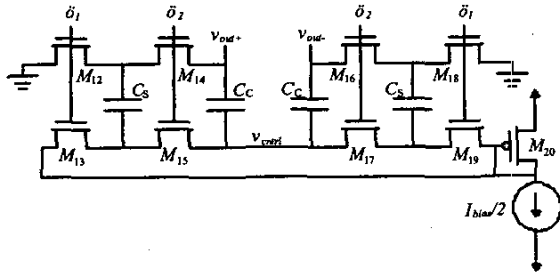 ö1 ö2 vout+ vout- ö2 ö1
M12 M14 M16 M18
CS CC CC CS
M13 M15 vcntrl M17 M19 M20
Ibias/2